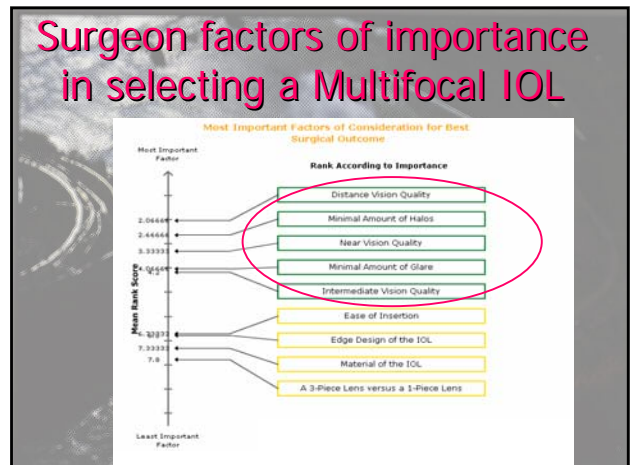 Surgeon factors of importance
in selecting a Multifocal IOL
Most Important Factors of Consideration for Best
Surgical Outcome
Most Important
Factor
Rank According to Importance
Distance Vision Quality
2.06666
Minimal Amount of Halos
2.46666
Near Vision Quality
3.33333
Minimal Amount of Glare
4.06666
4.2
Intermediate Vision Quality
Mean Rank Score
Ease of Insertion
Edge Design of the IOL
7.33333
Material of the IOL
7.8
A 3-Piece Lens versus a 1-Piece Lens
Least Important
Factor